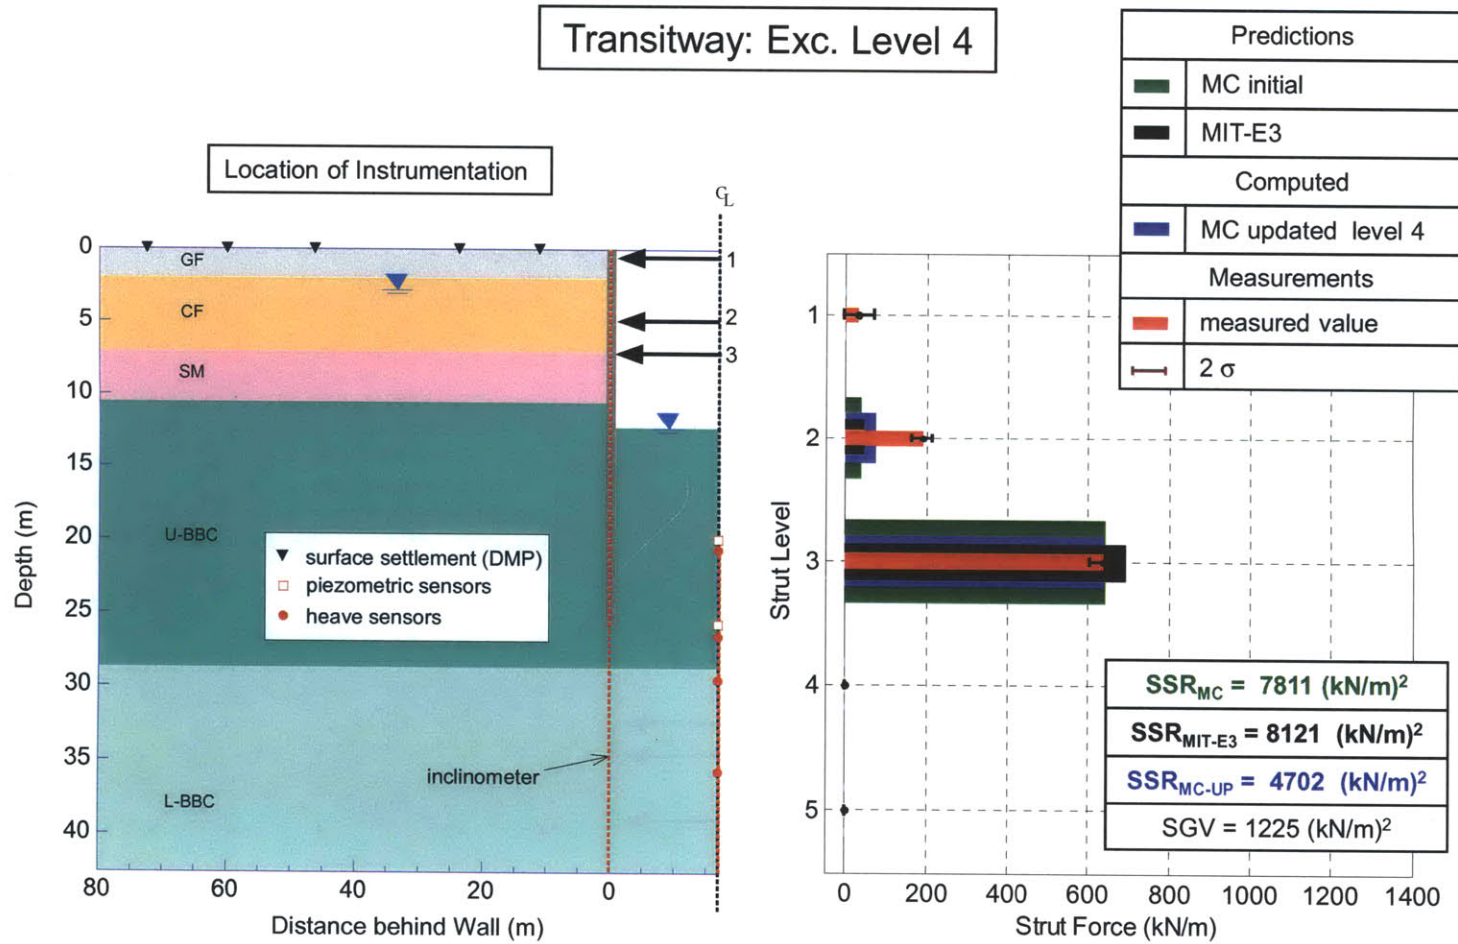 Transitway: Exc. Level 4
Predictions
MC initial
MIT-E3
Computed
MC updated level 4
Measurements
measured value
2 σ
Location of Instrumentation
CL
0
5
10
15
20
25
30
35
40
Depth (m)
GF
CF
SM
U-BBC
L-BBC
1
2
3
surface settlement (DMP)
piezometric sensors
heave sensors
inclinometer
80
60
40
20
0
Distance behind Wall (m)
Strut Level
1
2
3
4
5
SSRMC = 7811 (kN/m)²
SSRMIT-E3 = 8121 (kN/m)²
SSRMC-UP = 4702 (kN/m)²
SGV = 1225 (kN/m)²
0
200
400
600
800
1000
1200
1400
Strut Force (kN/m)